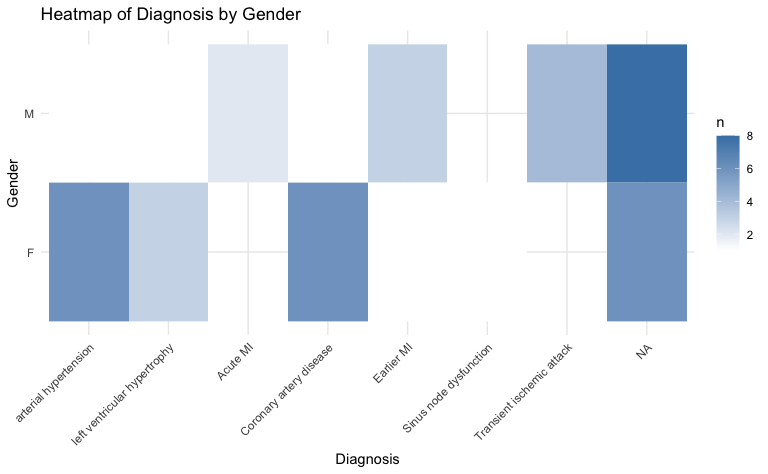 Heatmap of Diagnosis by Gender
Gender
M
F
arterial hypertension
left ventricular hypertrophy
Acute MI
Coronary artery disease
Earlier MI
Sinus node dysfunction
Transient ischemic attack
NA
Diagnosis
n
8
6
4
2